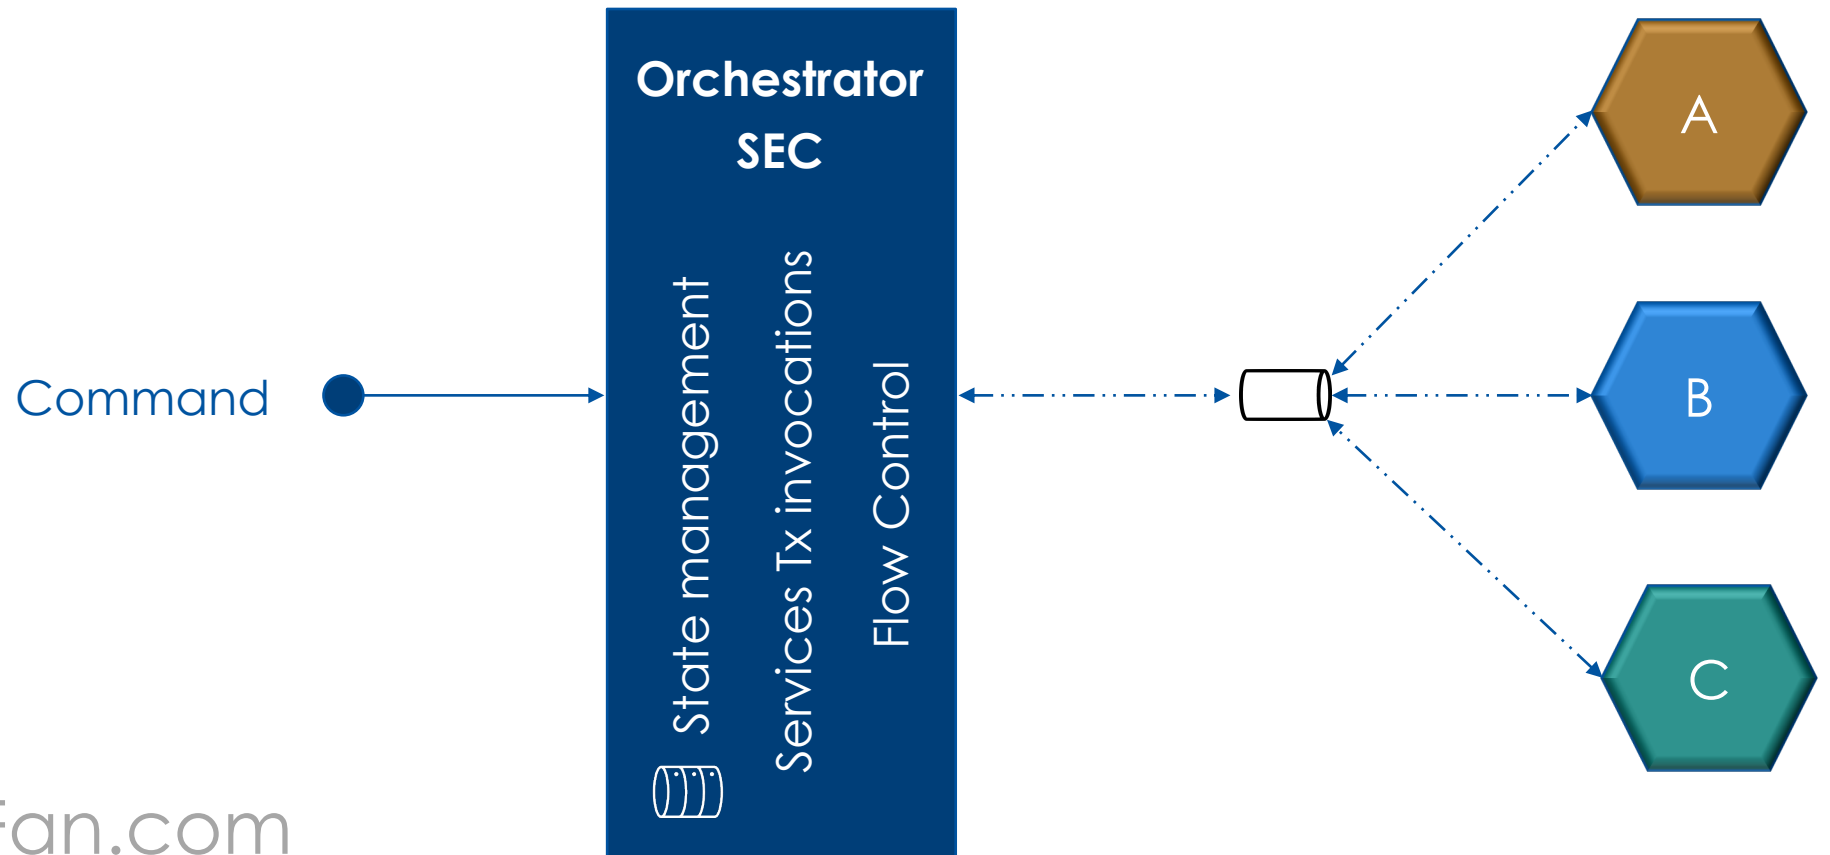 Orchestrator
SEC
State management
Services Tx invocations
Flow Control
Command
A
B
C
Fan.com